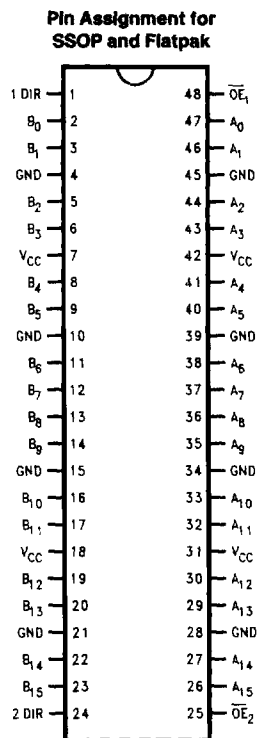 Pin Assignment for
SSOP and Flatpak
1 DIR 1 48 OE1
B0 2 47 A0
B1 3 46 A1
GND 4 45 GND
B2 5 44 A2
B3 6 43 A3
VCC 7 42 VCC
B4 8 41 A4
B5 9 40 A5
GND 10 39 GND
B6 11 38 A6
B7 12 37 A7
B8 13 36 A8
B9 14 35 A9
GND 15 34 GND
B10 16 33 A10
B11 17 32 A11
VCC 18 31 VCC
B12 19 30 A12
B13 20 29 A13
GND 21 28 GND
B14 22 27 A14
B15 23 26 A15
2 DIR 24 25 OE2